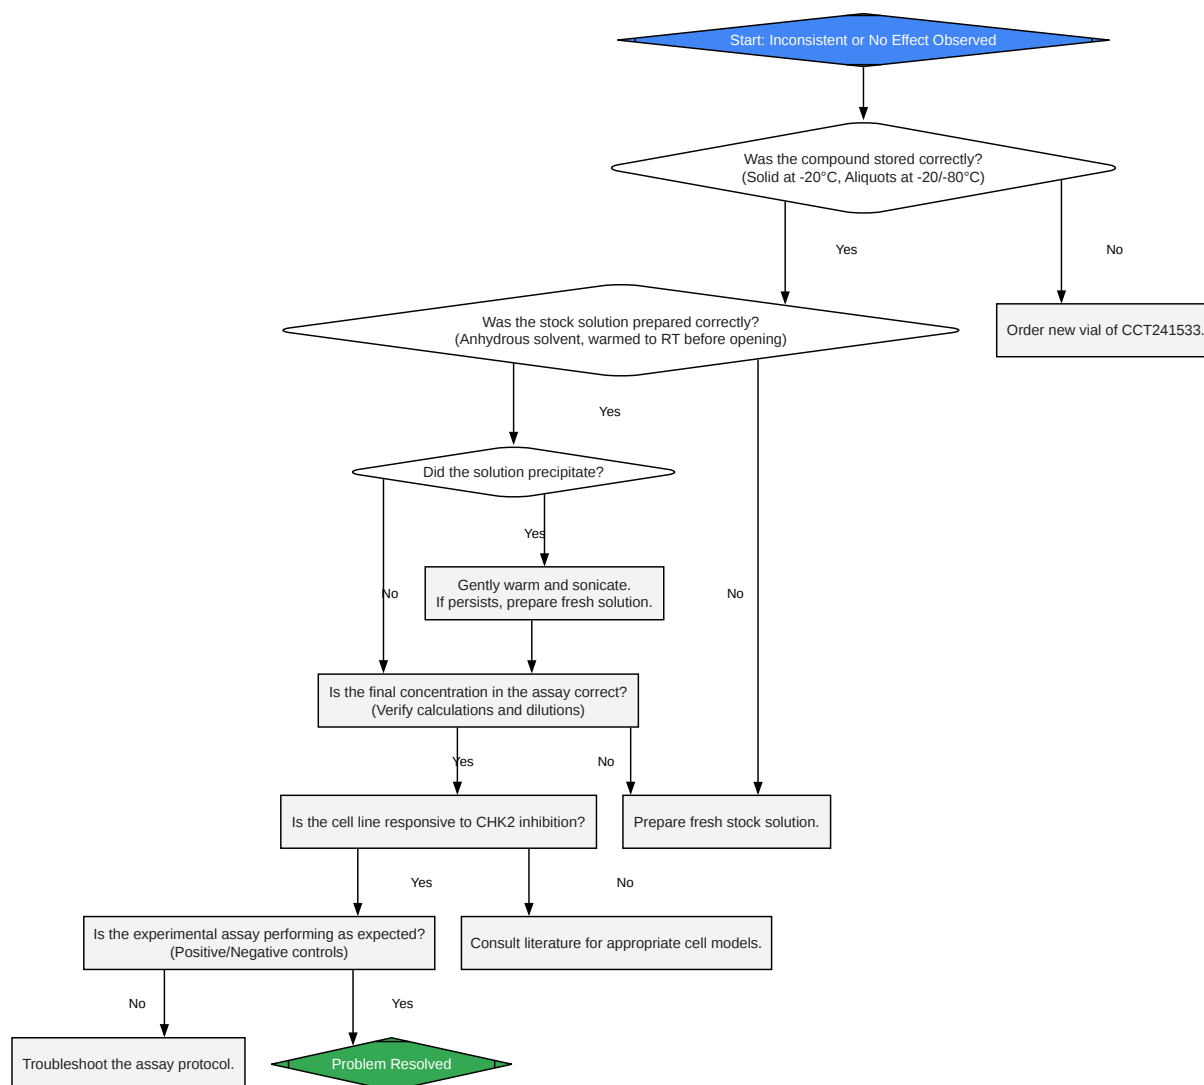 Start: Inconsistent or No Effect Observed
Was the compound stored correctly?
(Solid at -20°C, Aliquots at -20/-80°C)
Yes
No
Was the stock solution prepared correctly?
(Anhydrous solvent, warmed to RT before opening)
Order new vial of CCT241533.
Yes
Did the solution precipitate?
Yes
Gently warm and sonicate.
If persists, prepare fresh solution.
No
No
Is the final concentration in the assay correct?
(Verify calculations and dilutions)
Yes
No
Is the cell line responsive to CHK2 inhibition?
Prepare fresh stock solution.
Yes
No
Is the experimental assay performing as expected?
(Positive/Negative controls)
Consult literature for appropriate cell models.
No
Yes
Troubleshoot the assay protocol.
Problem Resolved